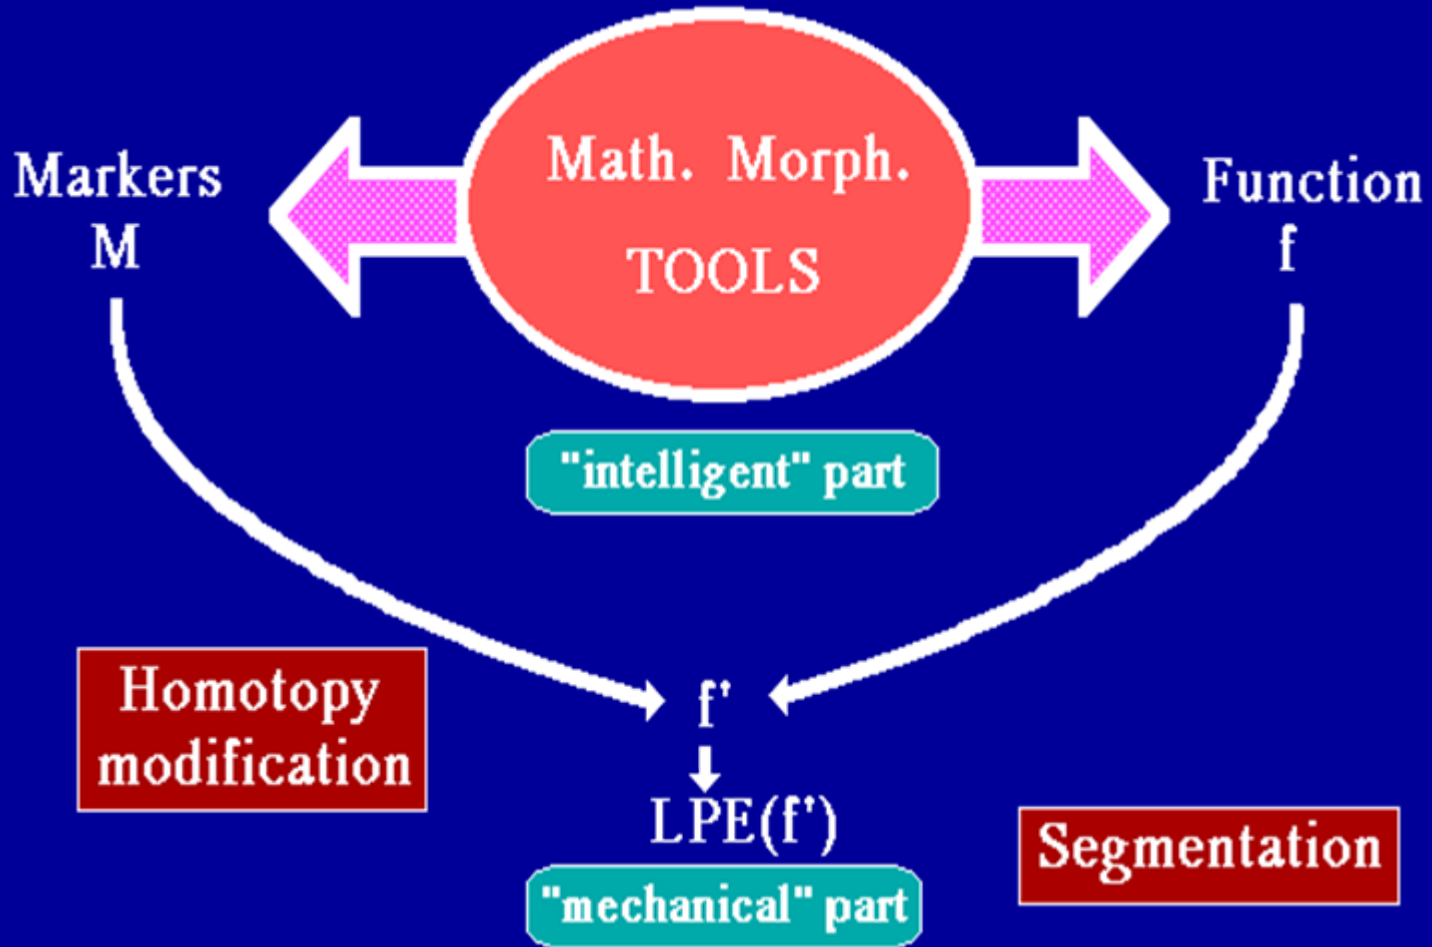 Math. Morph.
TOOLS
Markers
M
Function
f
"intelligent" part
Homotopy
modification
f'
LPE(f')
"mechanical" part
Segmentation